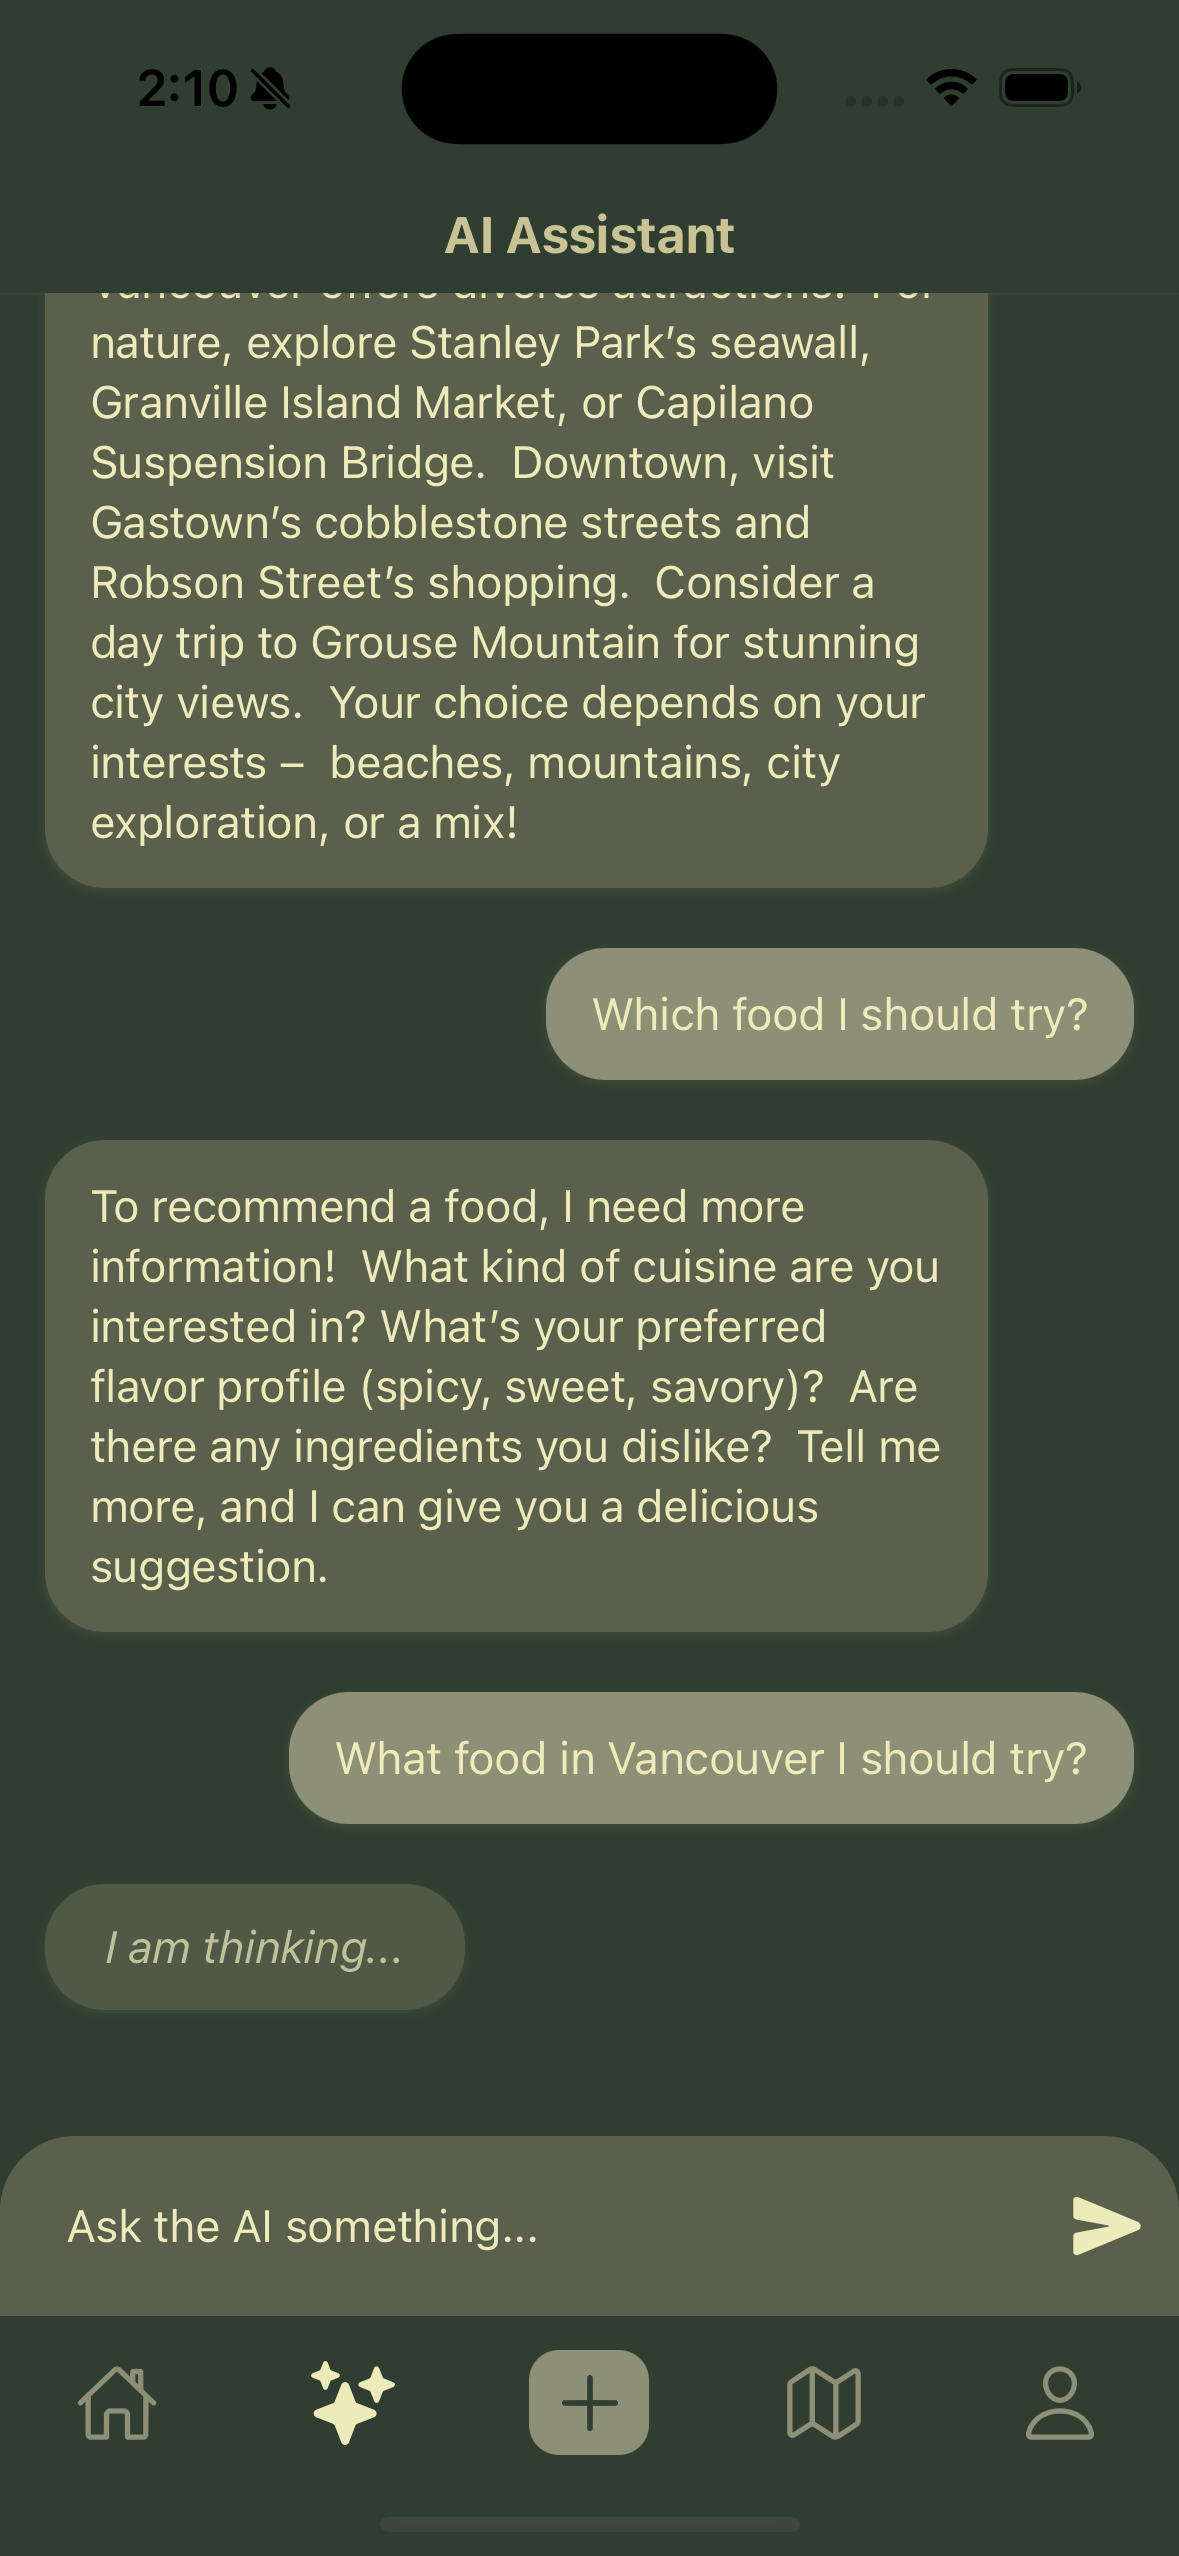 2:10
AI Assistant
Vancouver offers diverse attractions. For
nature, explore Stanley Park’s seawall,
Granville Island Market, or Capilano
Suspension Bridge.  Downtown, visit
Gastown’s cobblestone streets and
Robson Street’s shopping.  Consider a
day trip to Grouse Mountain for stunning
city views.  Your choice depends on your
interests –  beaches, mountains, city
exploration, or a mix!
Which food I should try?
To recommend a food, I need more
information!  What kind of cuisine are you
interested in? What’s your preferred
flavor profile (spicy, sweet, savory)?  Are
there any ingredients you dislike?  Tell me
more, and I can give you a delicious
suggestion.
What food in Vancouver I should try?
I am thinking...
Ask the AI something...